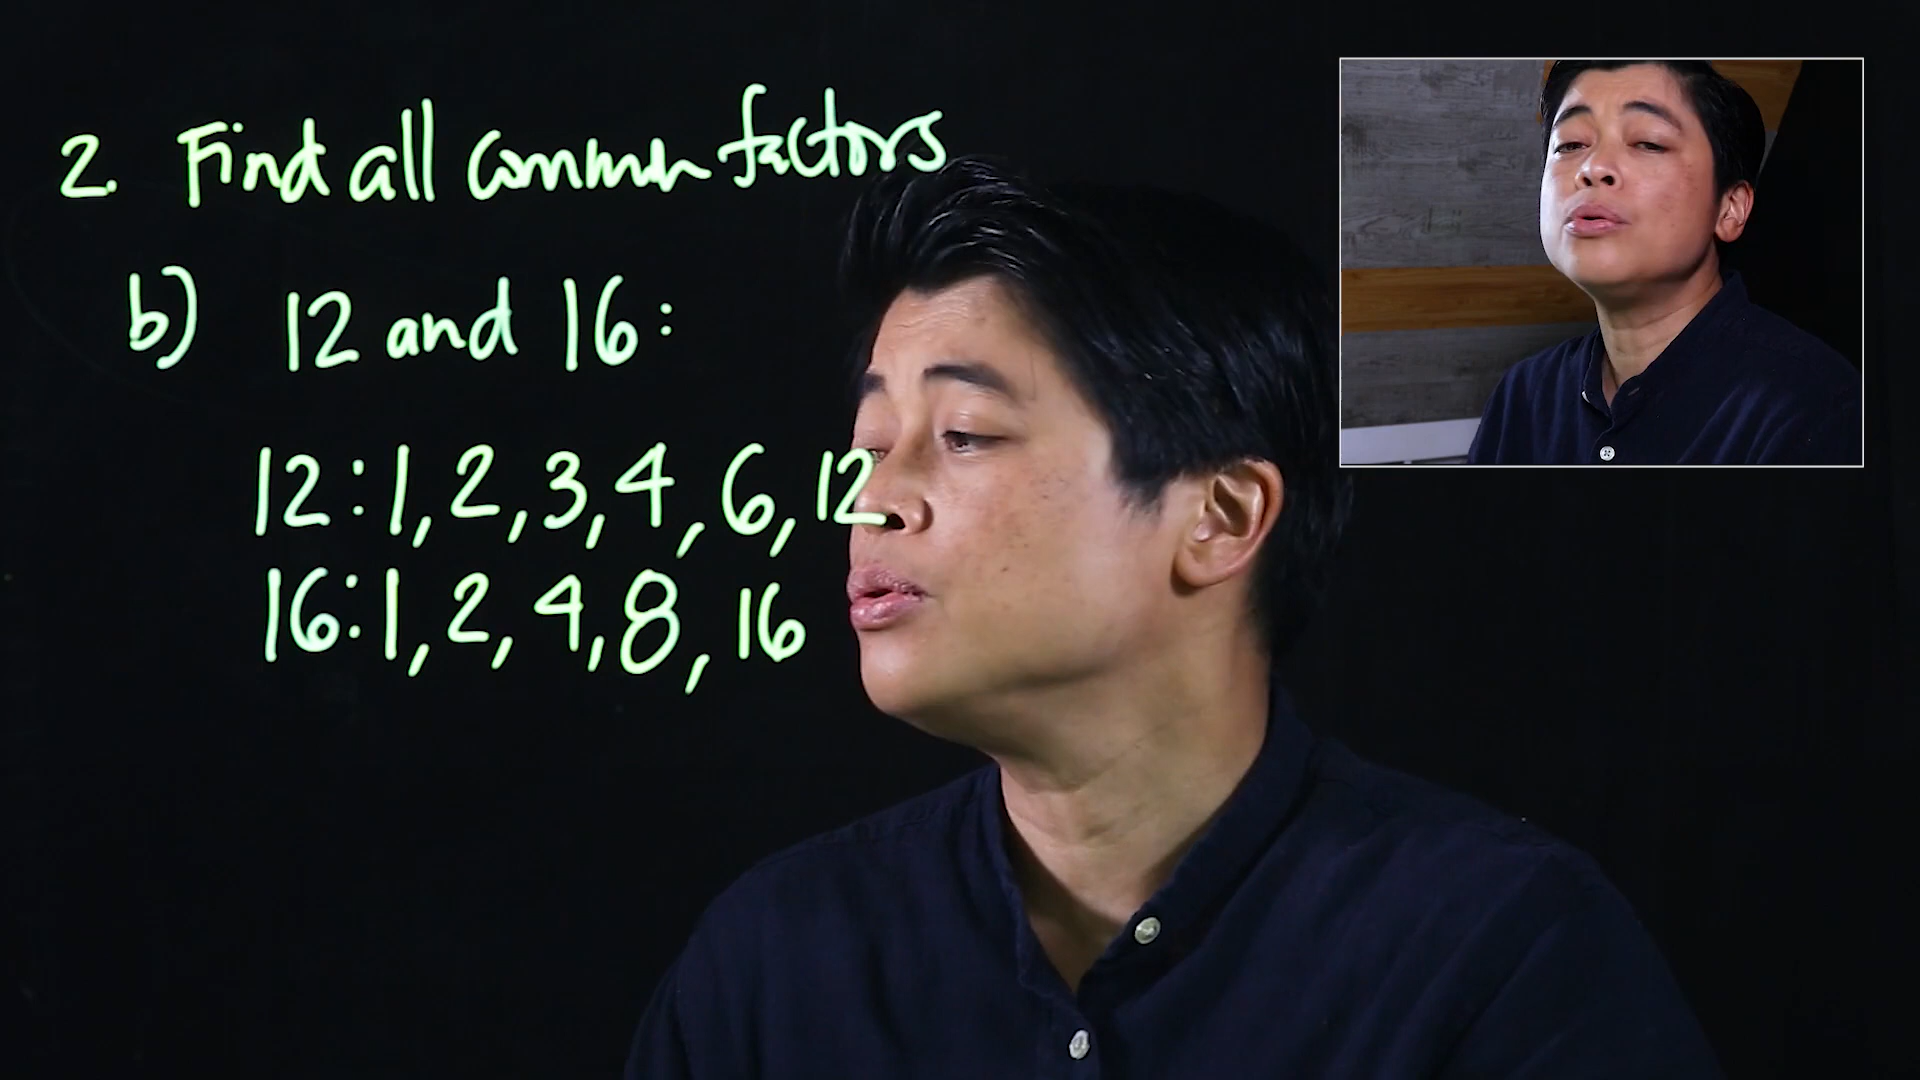 2. Find all common factors
b) 12 and 16:
12: 1, 2, 3, 4, 6, 12
16: 1, 2, 4, 8, 16